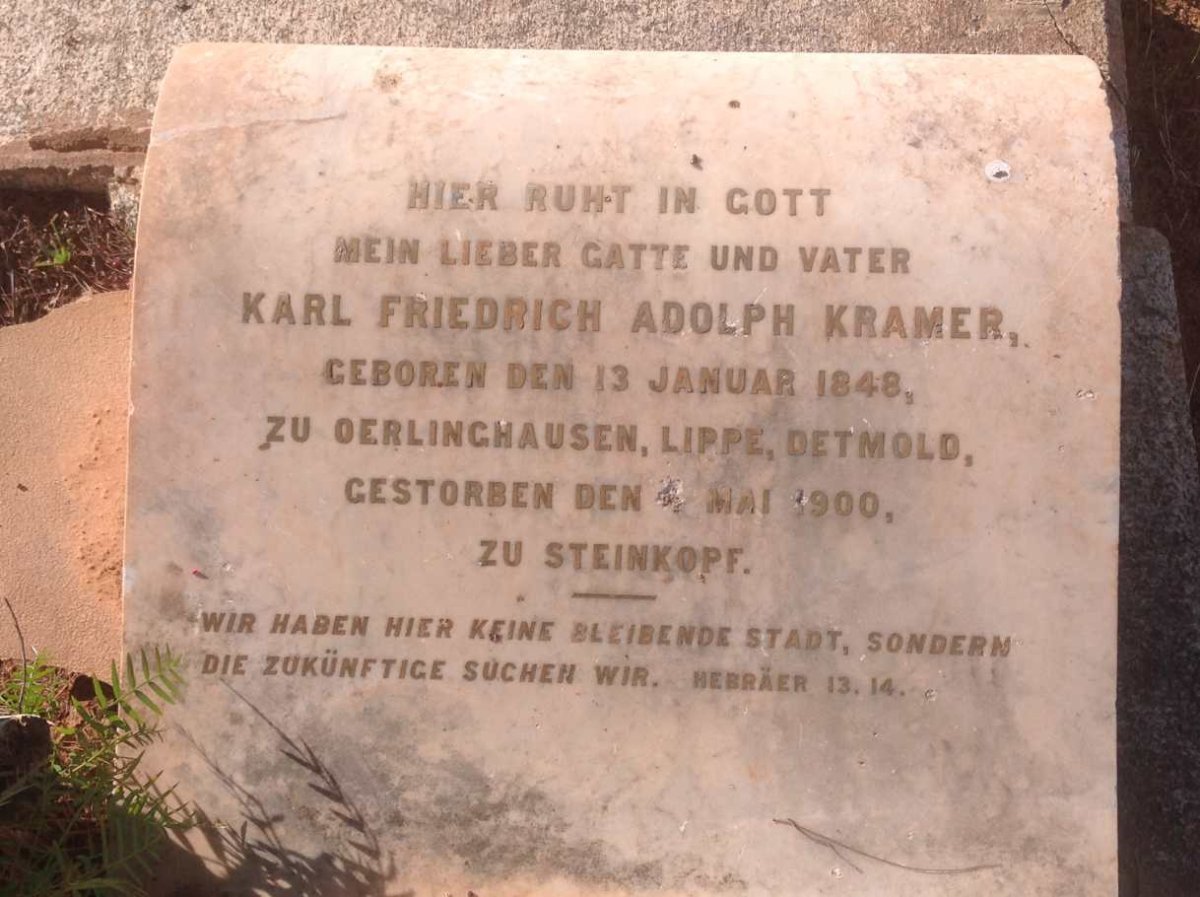 HIER RUHT IN GOTT
MEIN LIEBER GATTE UND VATER
KARL FRIEDRICH ADOLPH KRAMER,
GEBOREN DEN 13 JANUAR 1848,
ZU OERLINGHAUSEN, LIPPE, DETMOLD,
GESTORBEN DEN MAI 1900,
ZU STEINKOPF.
WIR HABEN HIER KEINE BLEIBENDE STADT, SONDERN
DIE ZUKÜNFTIGE SUCHEN WIR. HEBRÄER 13. 14.